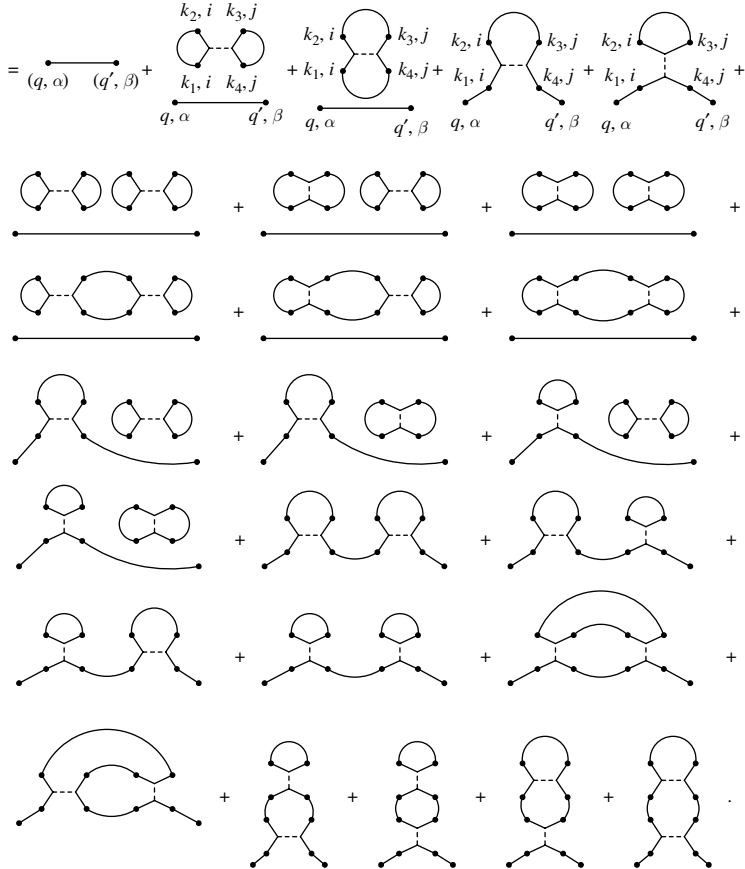 k₂, i k₃, j
k₂, i k₃, j k₂, i k₃, j k₂, i k₃, j
= + + k₁, i k₄, j + k₁, i k₄, j + k₁, i k₄, j +
(q, α) (q′, β) k₁, i k₄, j
q, α q′, β q, α q′, β q, α q′, β q, α q′, β
+ + +
+ + +
+ + +
+ + +
+ + +
+ + + + .